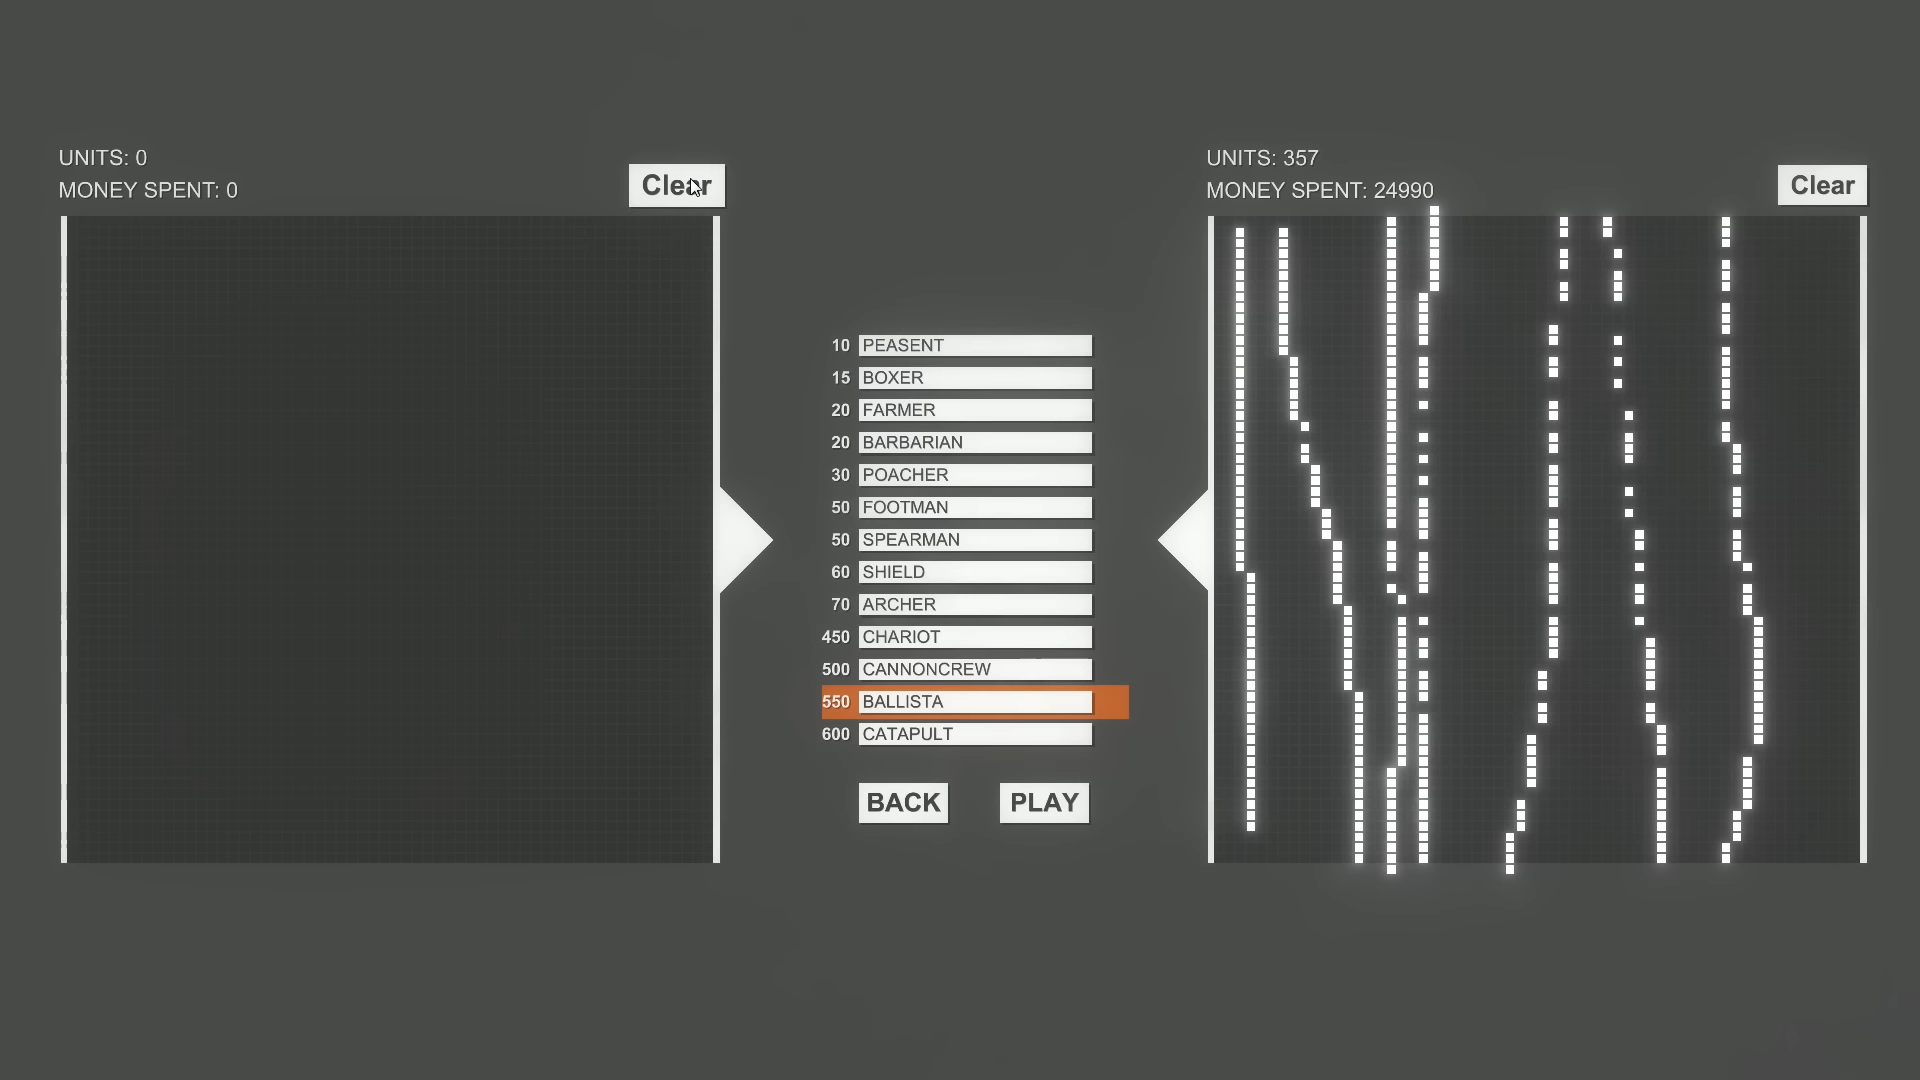 UNITS: 0
MONEY SPENT: 0
Clear
UNITS: 357
MONEY SPENT: 24990
Clear
10 PEASENT
15 BOXER
20 FARMER
20 BARBARIAN
30 POACHER
50 FOOTMAN
50 SPEARMAN
60 SHIELD
70 ARCHER
450 CHARIOT
500 CANNONCREW
550 BALLISTA
600 CATAPULT
BACK PLAY